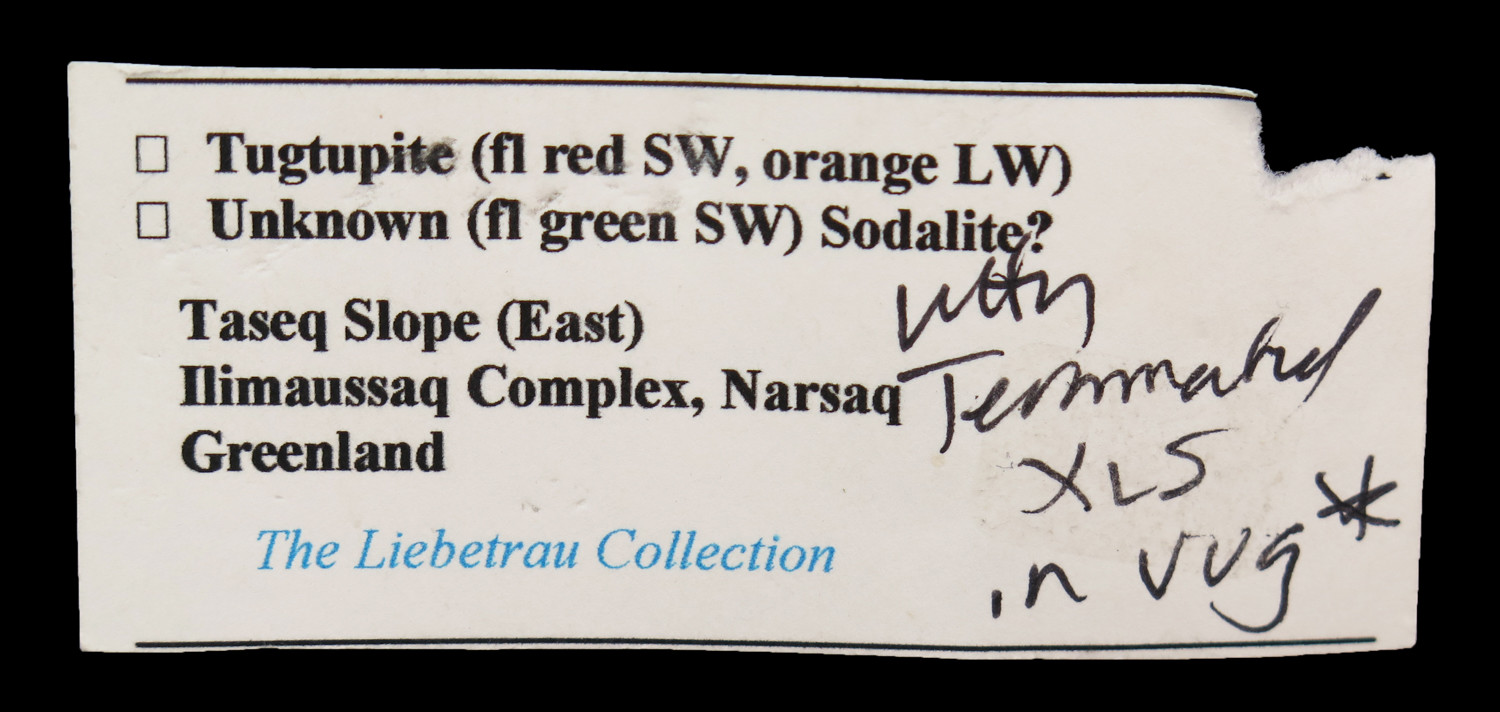 □ Tugtupite (fl red SW, orange LW)
□ Unknown (fl green SW) Sodalite?
Taseq Slope (East)
Ilimaussaq Complex, Narsaq
Greenland
The Liebetrau Collection
Terminated
XLS
in vug *